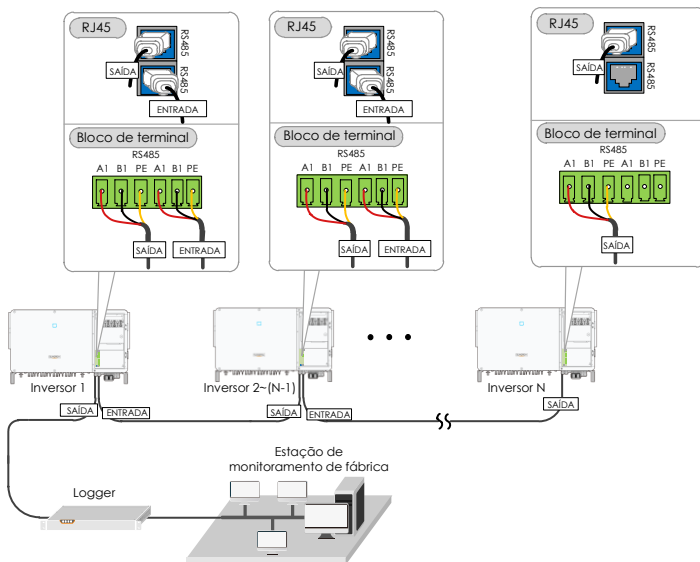 RJ45
RS485
RS485
SAÍDA
ENTRADA
Bloco de terminal
RS485
A1 B1 PE A1 B1 PE
SAÍDA
ENTRADA
RJ45
RS485
RS485
SAÍDA
ENTRADA
Bloco de terminal
RS485
A1 B1 PE A1 B1 PE
SAÍDA
ENTRADA
RJ45
RS485
RS485
SAÍDA
Bloco de terminal
RS485
A1 B1 PE A1 B1 PE
SAÍDA
Inversor 1
Inversor 2~(N-1)
Inversor N
SAÍDA
ENTRADA
SAÍDA
ENTRADA
SAÍDA
Estação de
monitoramento de fábrica
Logger